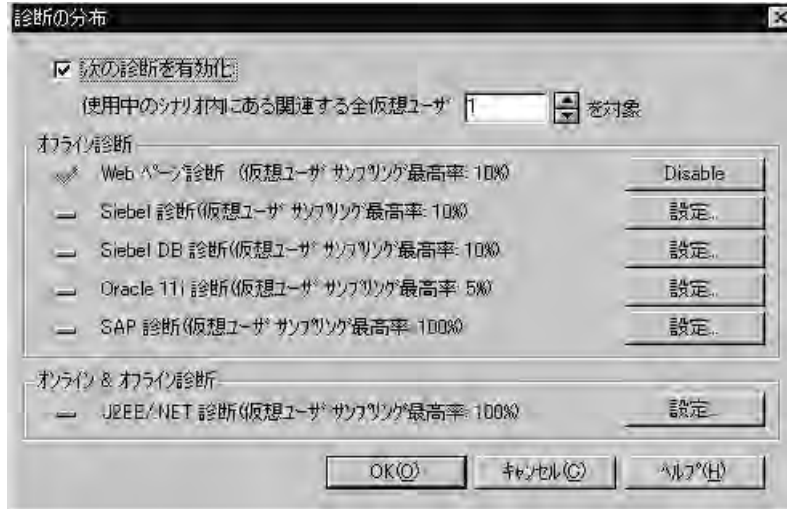 診断の分布
次の診断を有効化:
使用中のシナリオ内にある関連する全仮想ユーザ 1 を対象
オフライン診断
Web ページ診断 (仮想ユーザ サンプリング最高率: 10%) Disable
Siebel 診断(仮想ユーザ サンプリング最高率: 10%) 設定...
Siebel DB 診断(仮想ユーザ サンプリング最高率: 10%) 設定...
Oracle 11i 診断(仮想ユーザ サンプリング最高率: 5%) 設定...
SAP 診断(仮想ユーザ サンプリング最高率: 100%) 設定...
オンライン & オフライン診断
J2EE/.NET 診断(仮想ユーザ サンプリング最高率: 100%) 設定...
OK(O) キャンセル(C) ヘルプ(H)